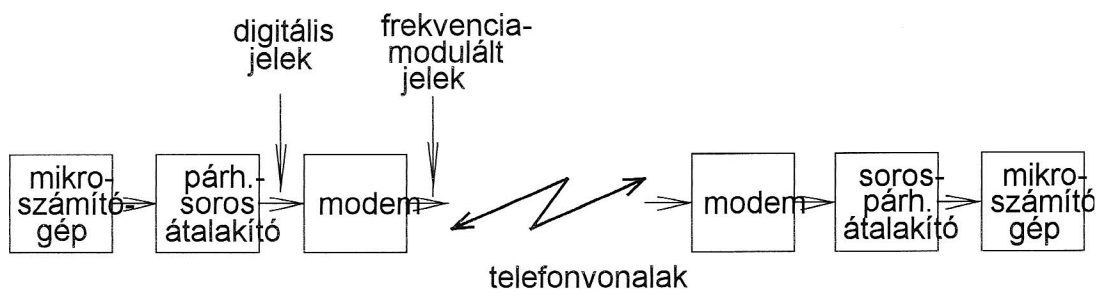 digitális
jelek
frekvencia-
modulált
jelek
mikro-
számító-
gép
párh.-
soros
átalakító
modem
modem
soros-
párh.
átalakító
mikro-
számító
gép
telefonvonalak